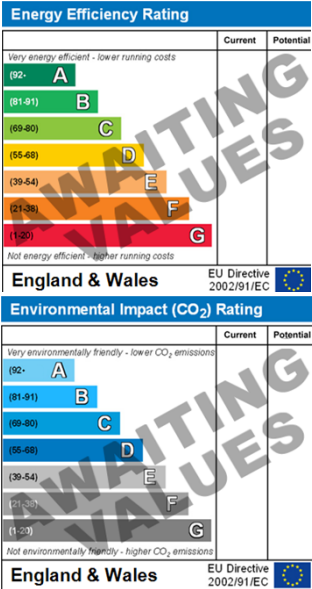 Energy Efficiency Rating
Current Potential
Very energy efficient - lower running costs
(92- A
(81-91) B
(69-80) C
(55-68) D
(39-54) E
(21-38) F
(1-20) G
Not energy efficient - higher running costs
AWAITING
VALUES
England & Wales
EU Directive
2002/91/EC
Environmental Impact (CO₂) Rating
Current Potential
Very environmentally friendly - lower CO₂ emissions
(92- A
(81-91) B
(69-80) C
(55-68) D
(39-54) E
(21-38) F
(1-20) G
Not environmentally friendly - higher CO₂ emissions
AWAITING
VALUES
England & Wales
EU Directive
2002/91/EC